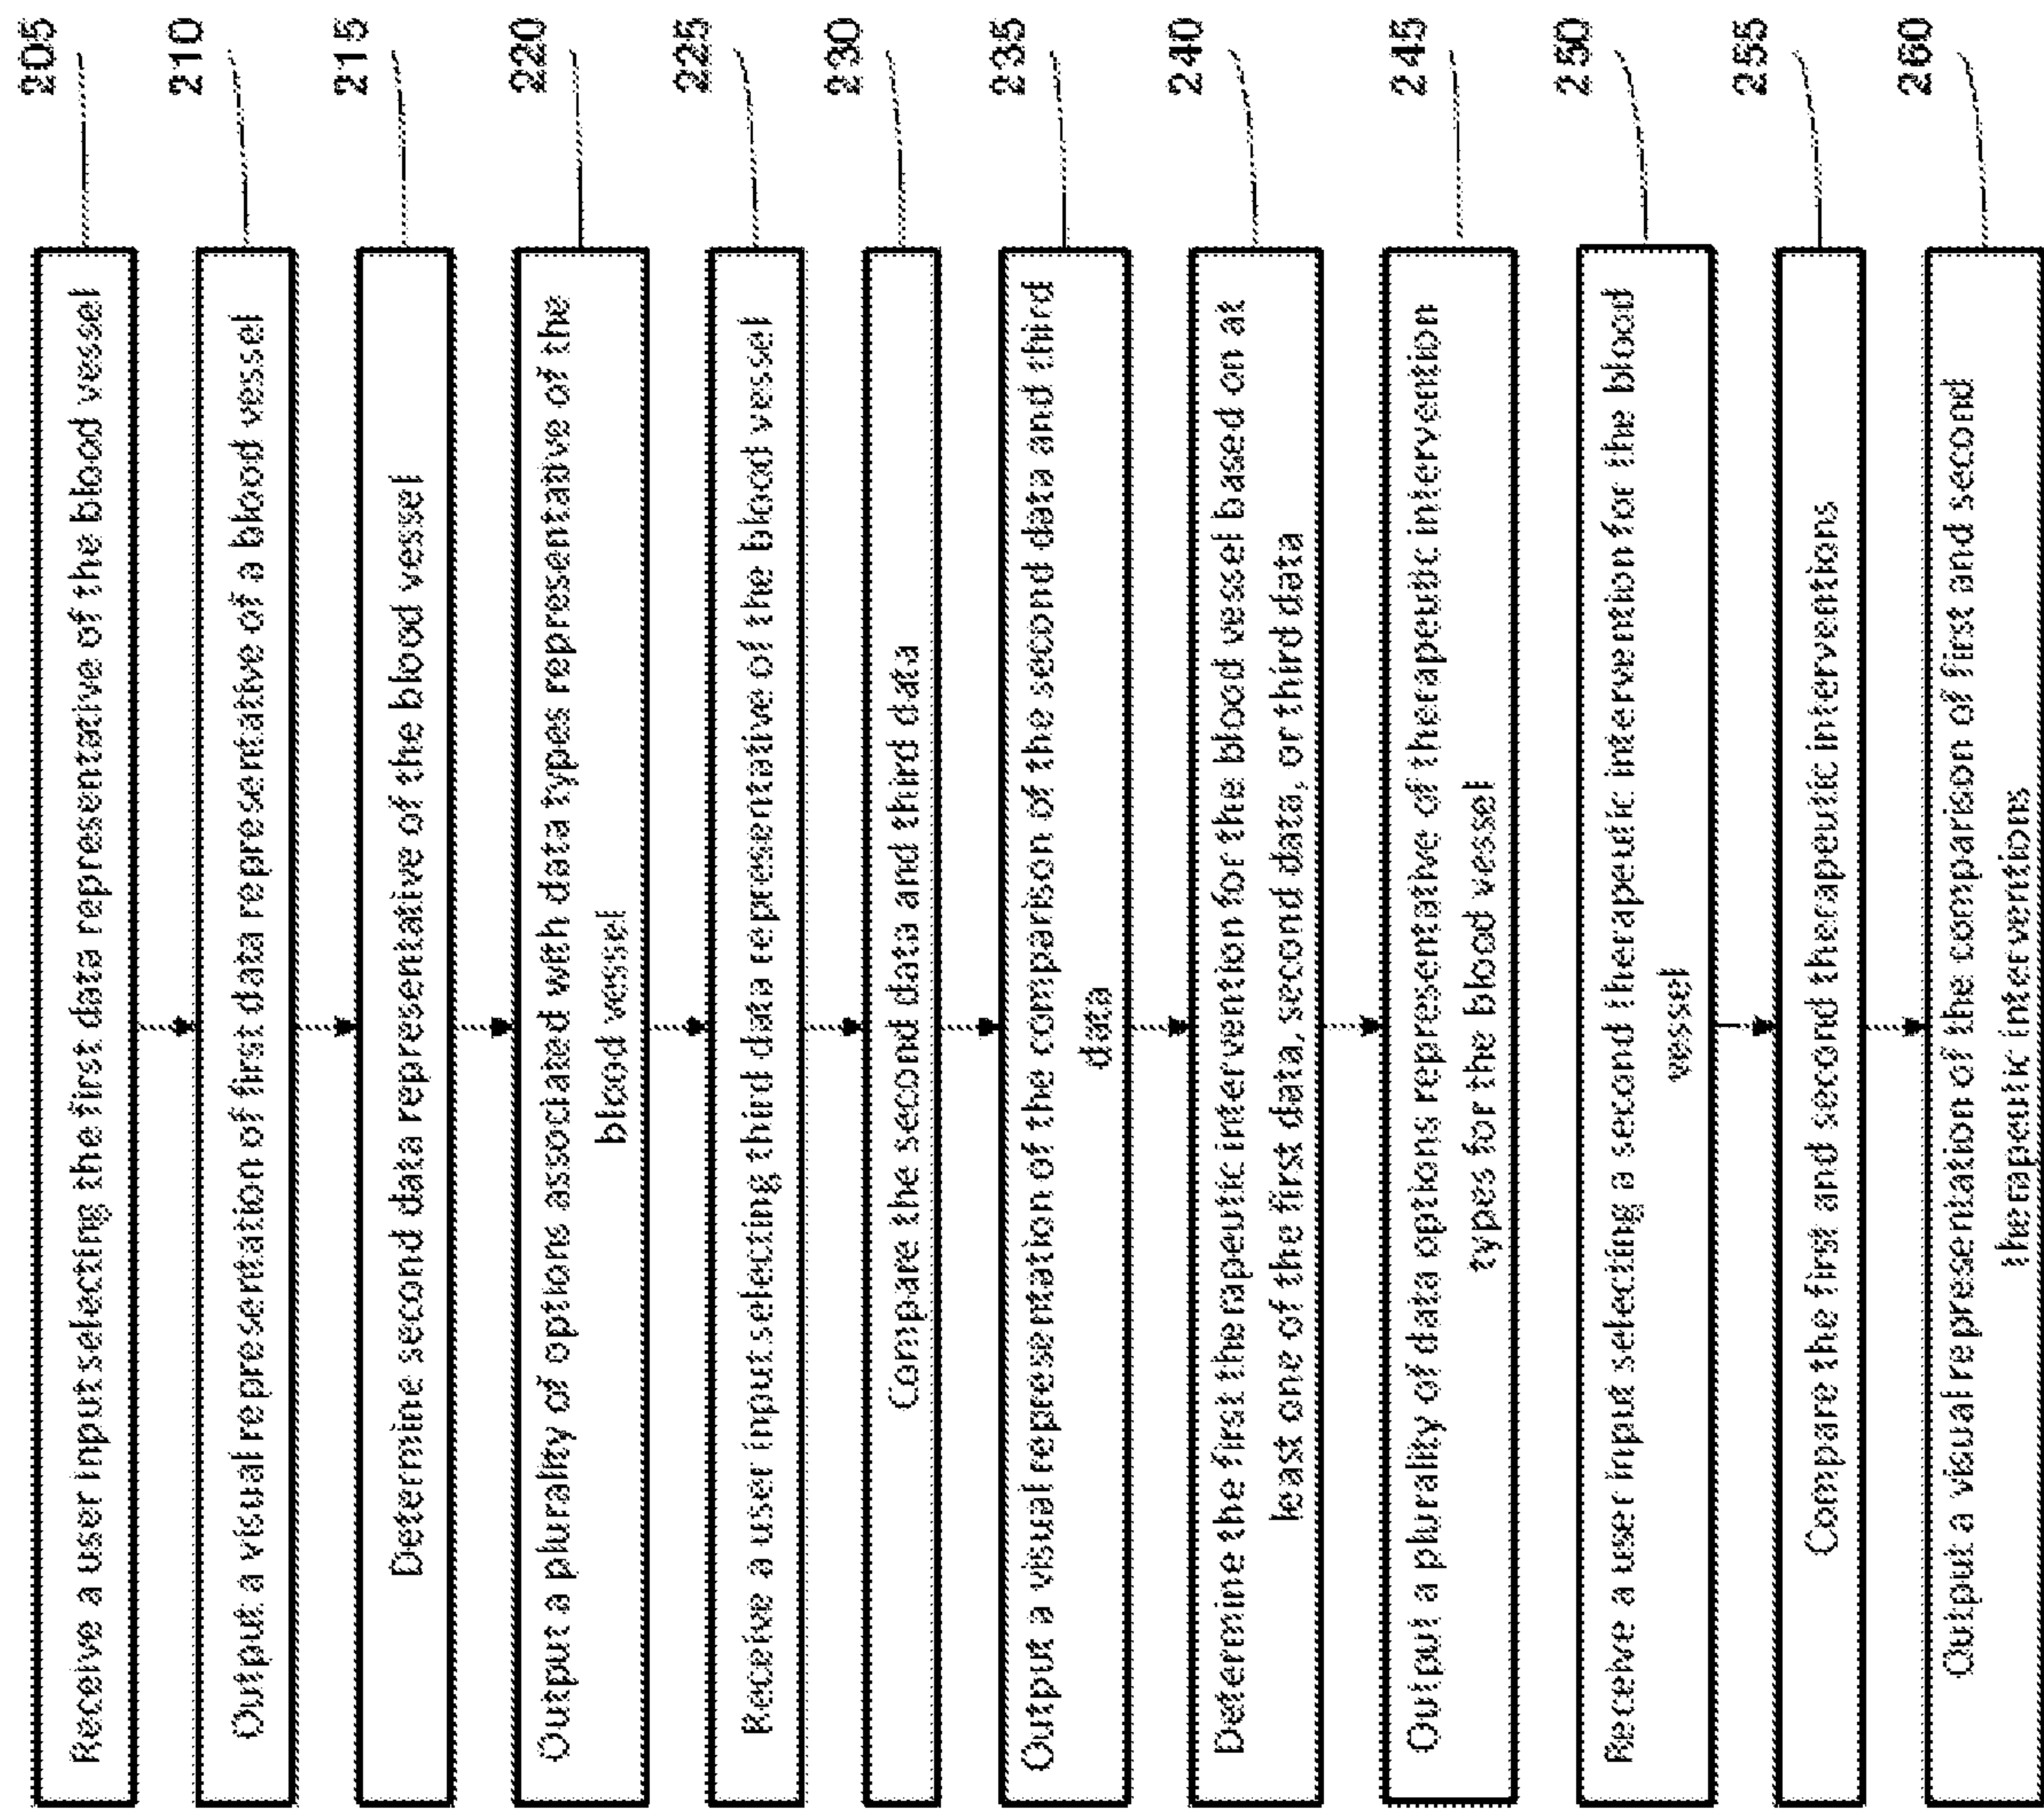 Receive a user input selecting the first data representative of the blood vessel
205
Output a visual representation of first data representative of a blood vessel
210
Determine second data representative of the blood vessel
215
Output a plurality of options associated with data types representative of the
blood vessel
220
Receive a user input selecting third data representative of the blood vessel
225
Compare the second data and third data
230
Output a visual representation of the comparison of the second data and third
data
235
Determine the first therapeutic intervention for the blood vessel based on at
least one of the first data, second data, or third data
240
Output a plurality of data options representative of therapeutic intervention
types for the blood vessel
245
Receive a user input selecting a second therapeutic intervention for the blood
vessel
250
Compare the first and second therapeutic interventions
255
Output a visual representation of the comparison of first and second
therapeutic interventions
260